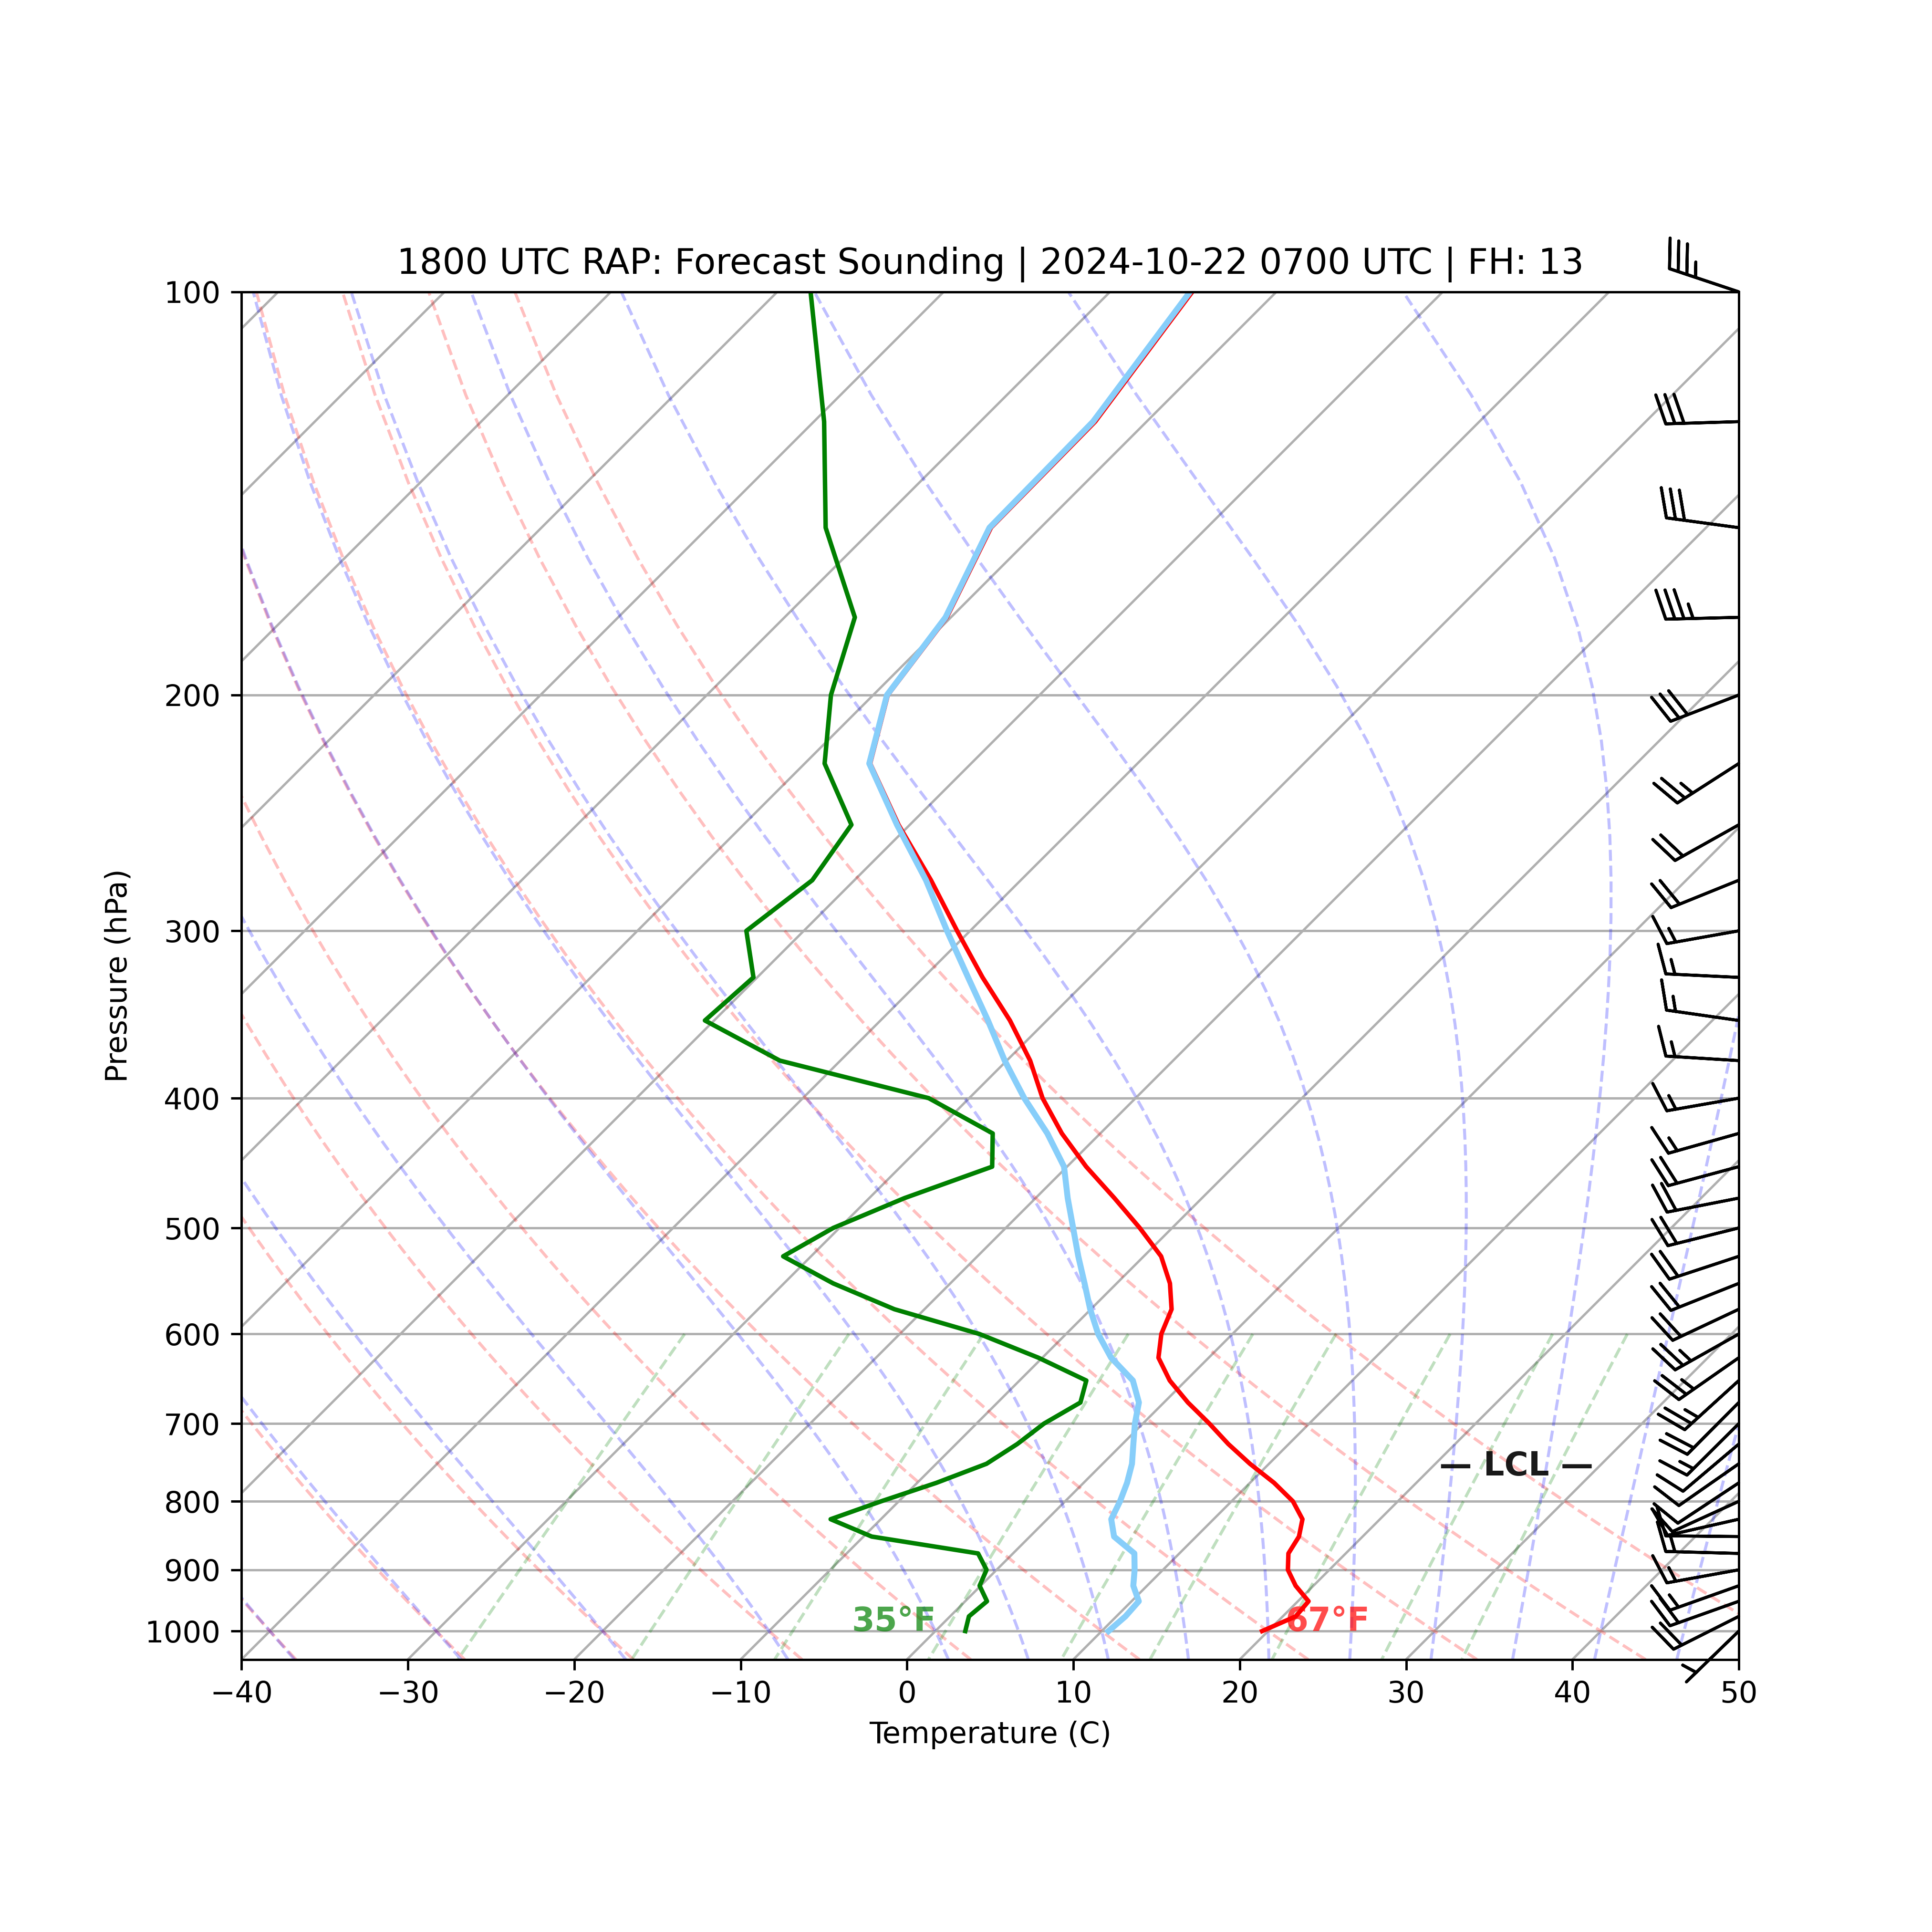 1800 UTC RAP: Forecast Sounding | 2024-10-22 0700 UTC | FH: 13
100
200
300
400
500
600
700
800
900
1000
Pressure (hPa)
— LCL —
35°F
67°F
−40 −30 −20 −10 0 10 20 30 40 50
Temperature (C)